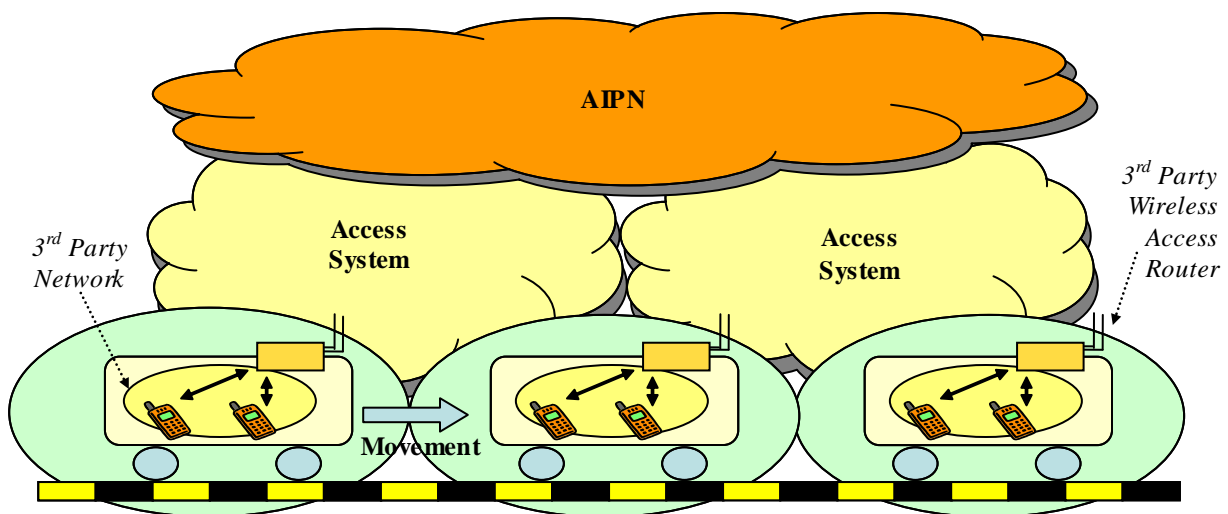 AIPN
Access
System
Access
System
3rd Party
Network
3rd Party
Wireless
Access
Router
Movement